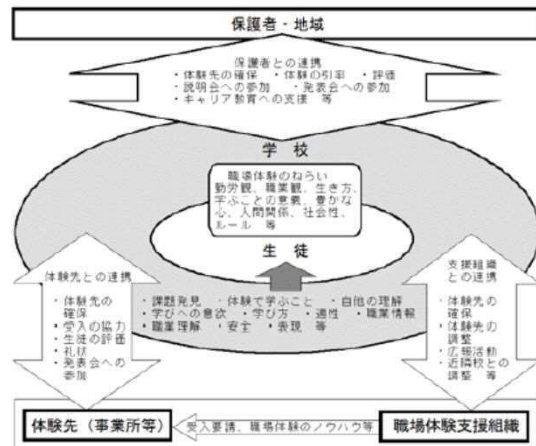 保護者・地域
保護者との連携
・体験先の確保 ・体験の引率 ・評価
・説明会への参加 ・発表会への参加
・キャリア教育への支援 等
学 校
職場体験のねらい
勤労観、職業観、生き方、
学ぶことの意義、豊かな
心、人間関係、社会性、
ルール 等
生 徒
体験先との連携
・体験先の
確保
・受入の協力
・生徒の評価
・礼状
・発表会への
参加
・課題発見 ・体験で学ぶこと ・自他の理解
・学びへの意欲 ・学び方 ・適性 ・職業情報
・職業理解 ・安全 ・表現 等
支援組織
との連携
・体験先の
確保
・体験先の
調整
・広報活動
・近隣校との
調整 等
体験先（事業所等）
受入要請、職場体験のノウハウ等
職場体験支援組織